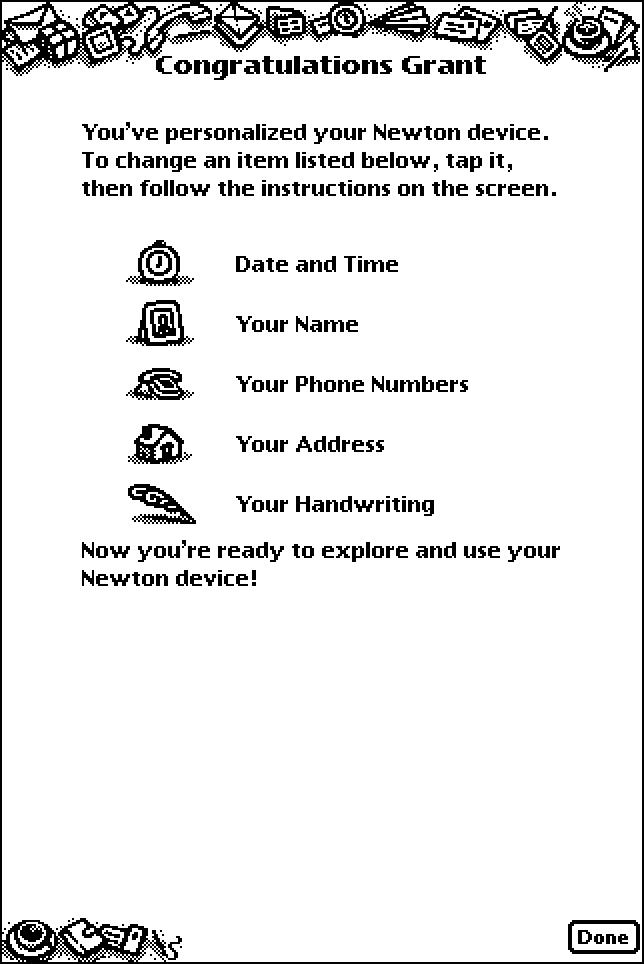 Congratulations Grant
You've personalized your Newton device.
To change an item listed below, tap it,
then follow the instructions on the screen.
Date and Time
Your Name
Your Phone Numbers
Your Address
Your Handwriting
Now you're ready to explore and use your
Newton device!
Done